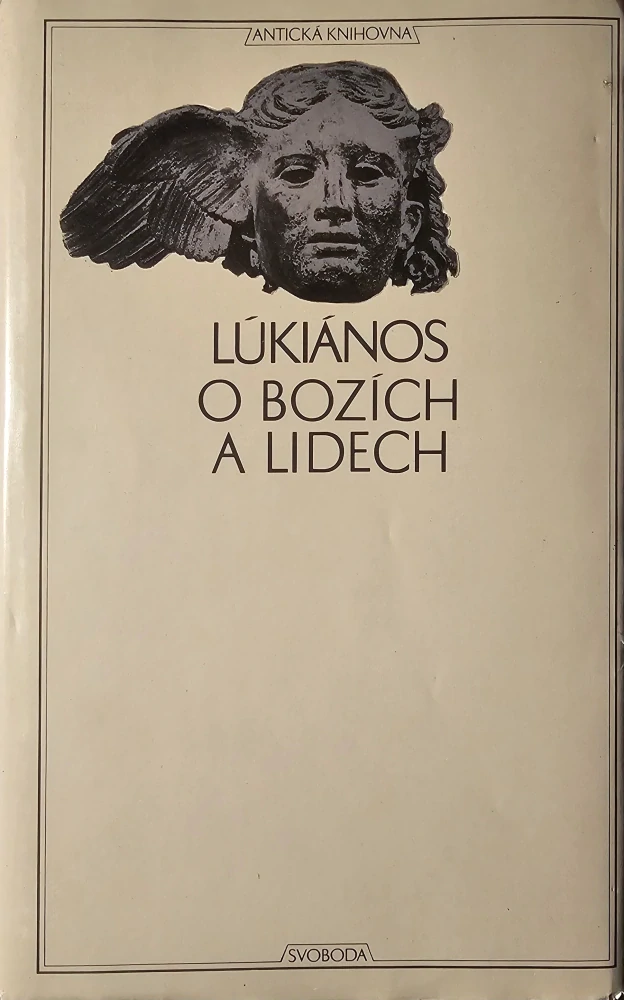 ANTICKÁ KNIHOVNA
LÚKIÁNOS
O BOZÍCH
A LIDECH
SVOBODA